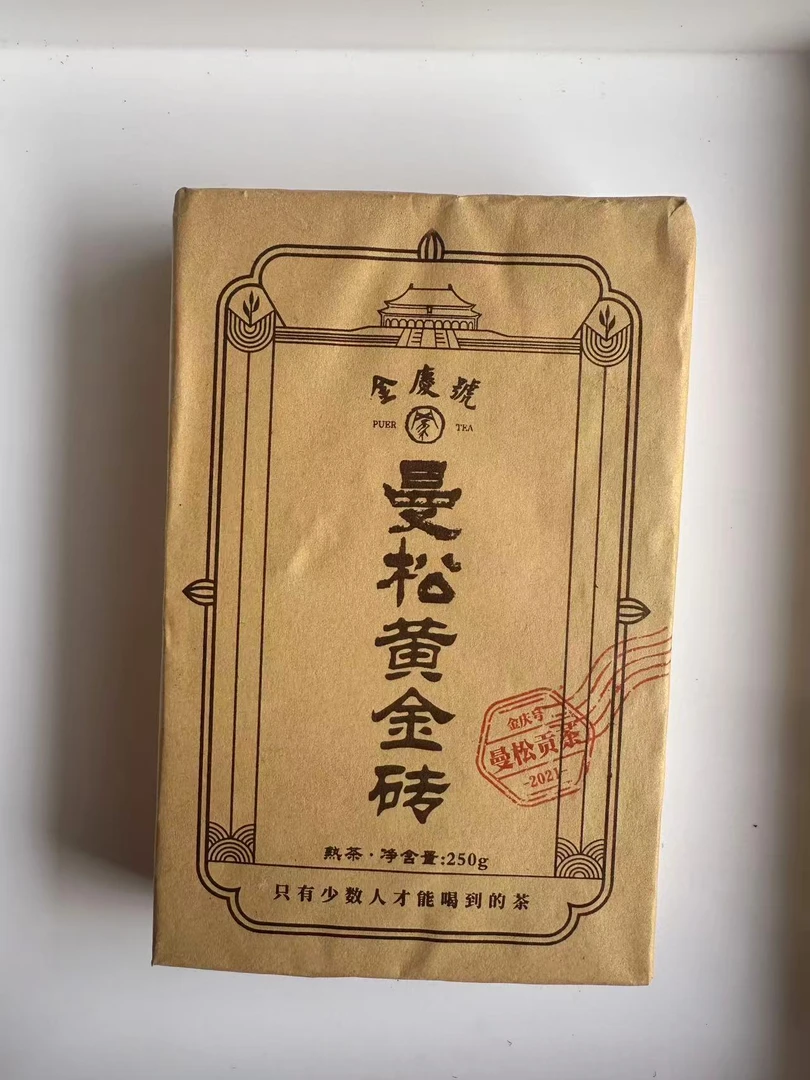 金慶號
PUER TEA
曼松黄金砖
金庆号
曼松贡茶
-2021-
熟茶·净含量:250g
只有少数人才能喝到的茶